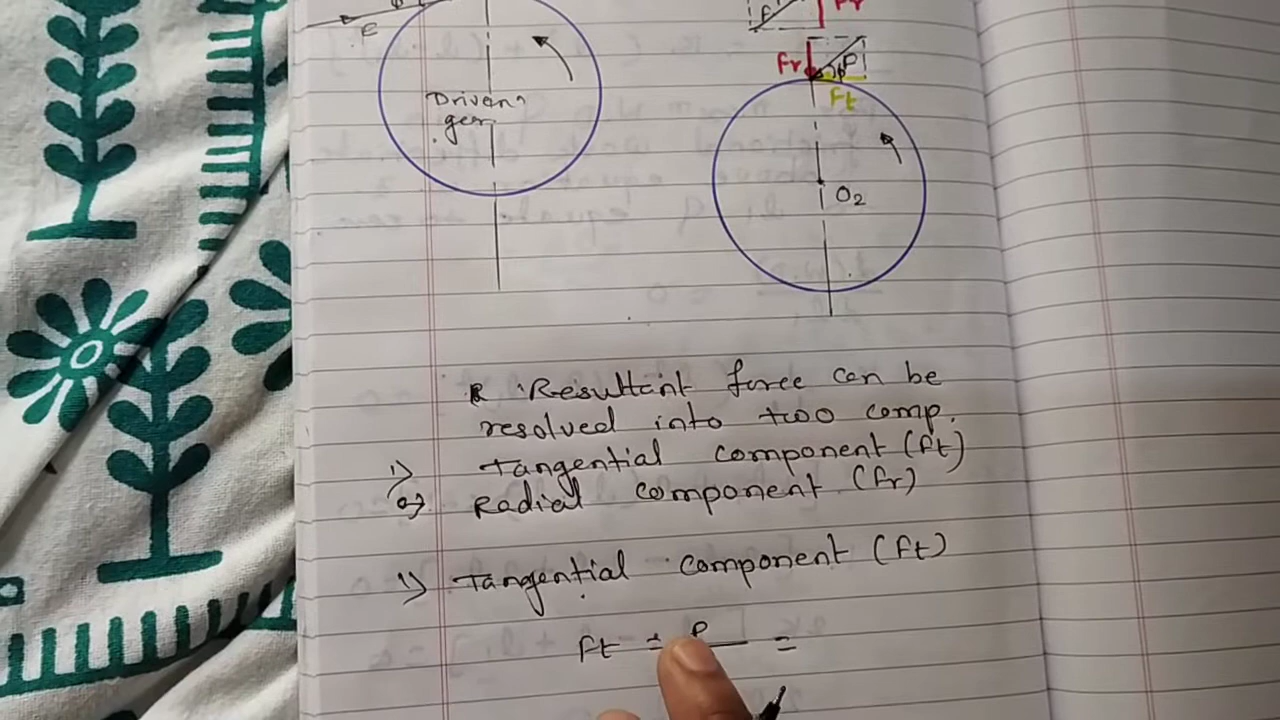 E
Driven
gear
Fr
Fr
P
φ
Ft
O2
Resultant force can be
resolved into two comp.
1) Tangential component (Ft)
Radial component (Fr)
1) Tangential component (Ft)
Ft = P =